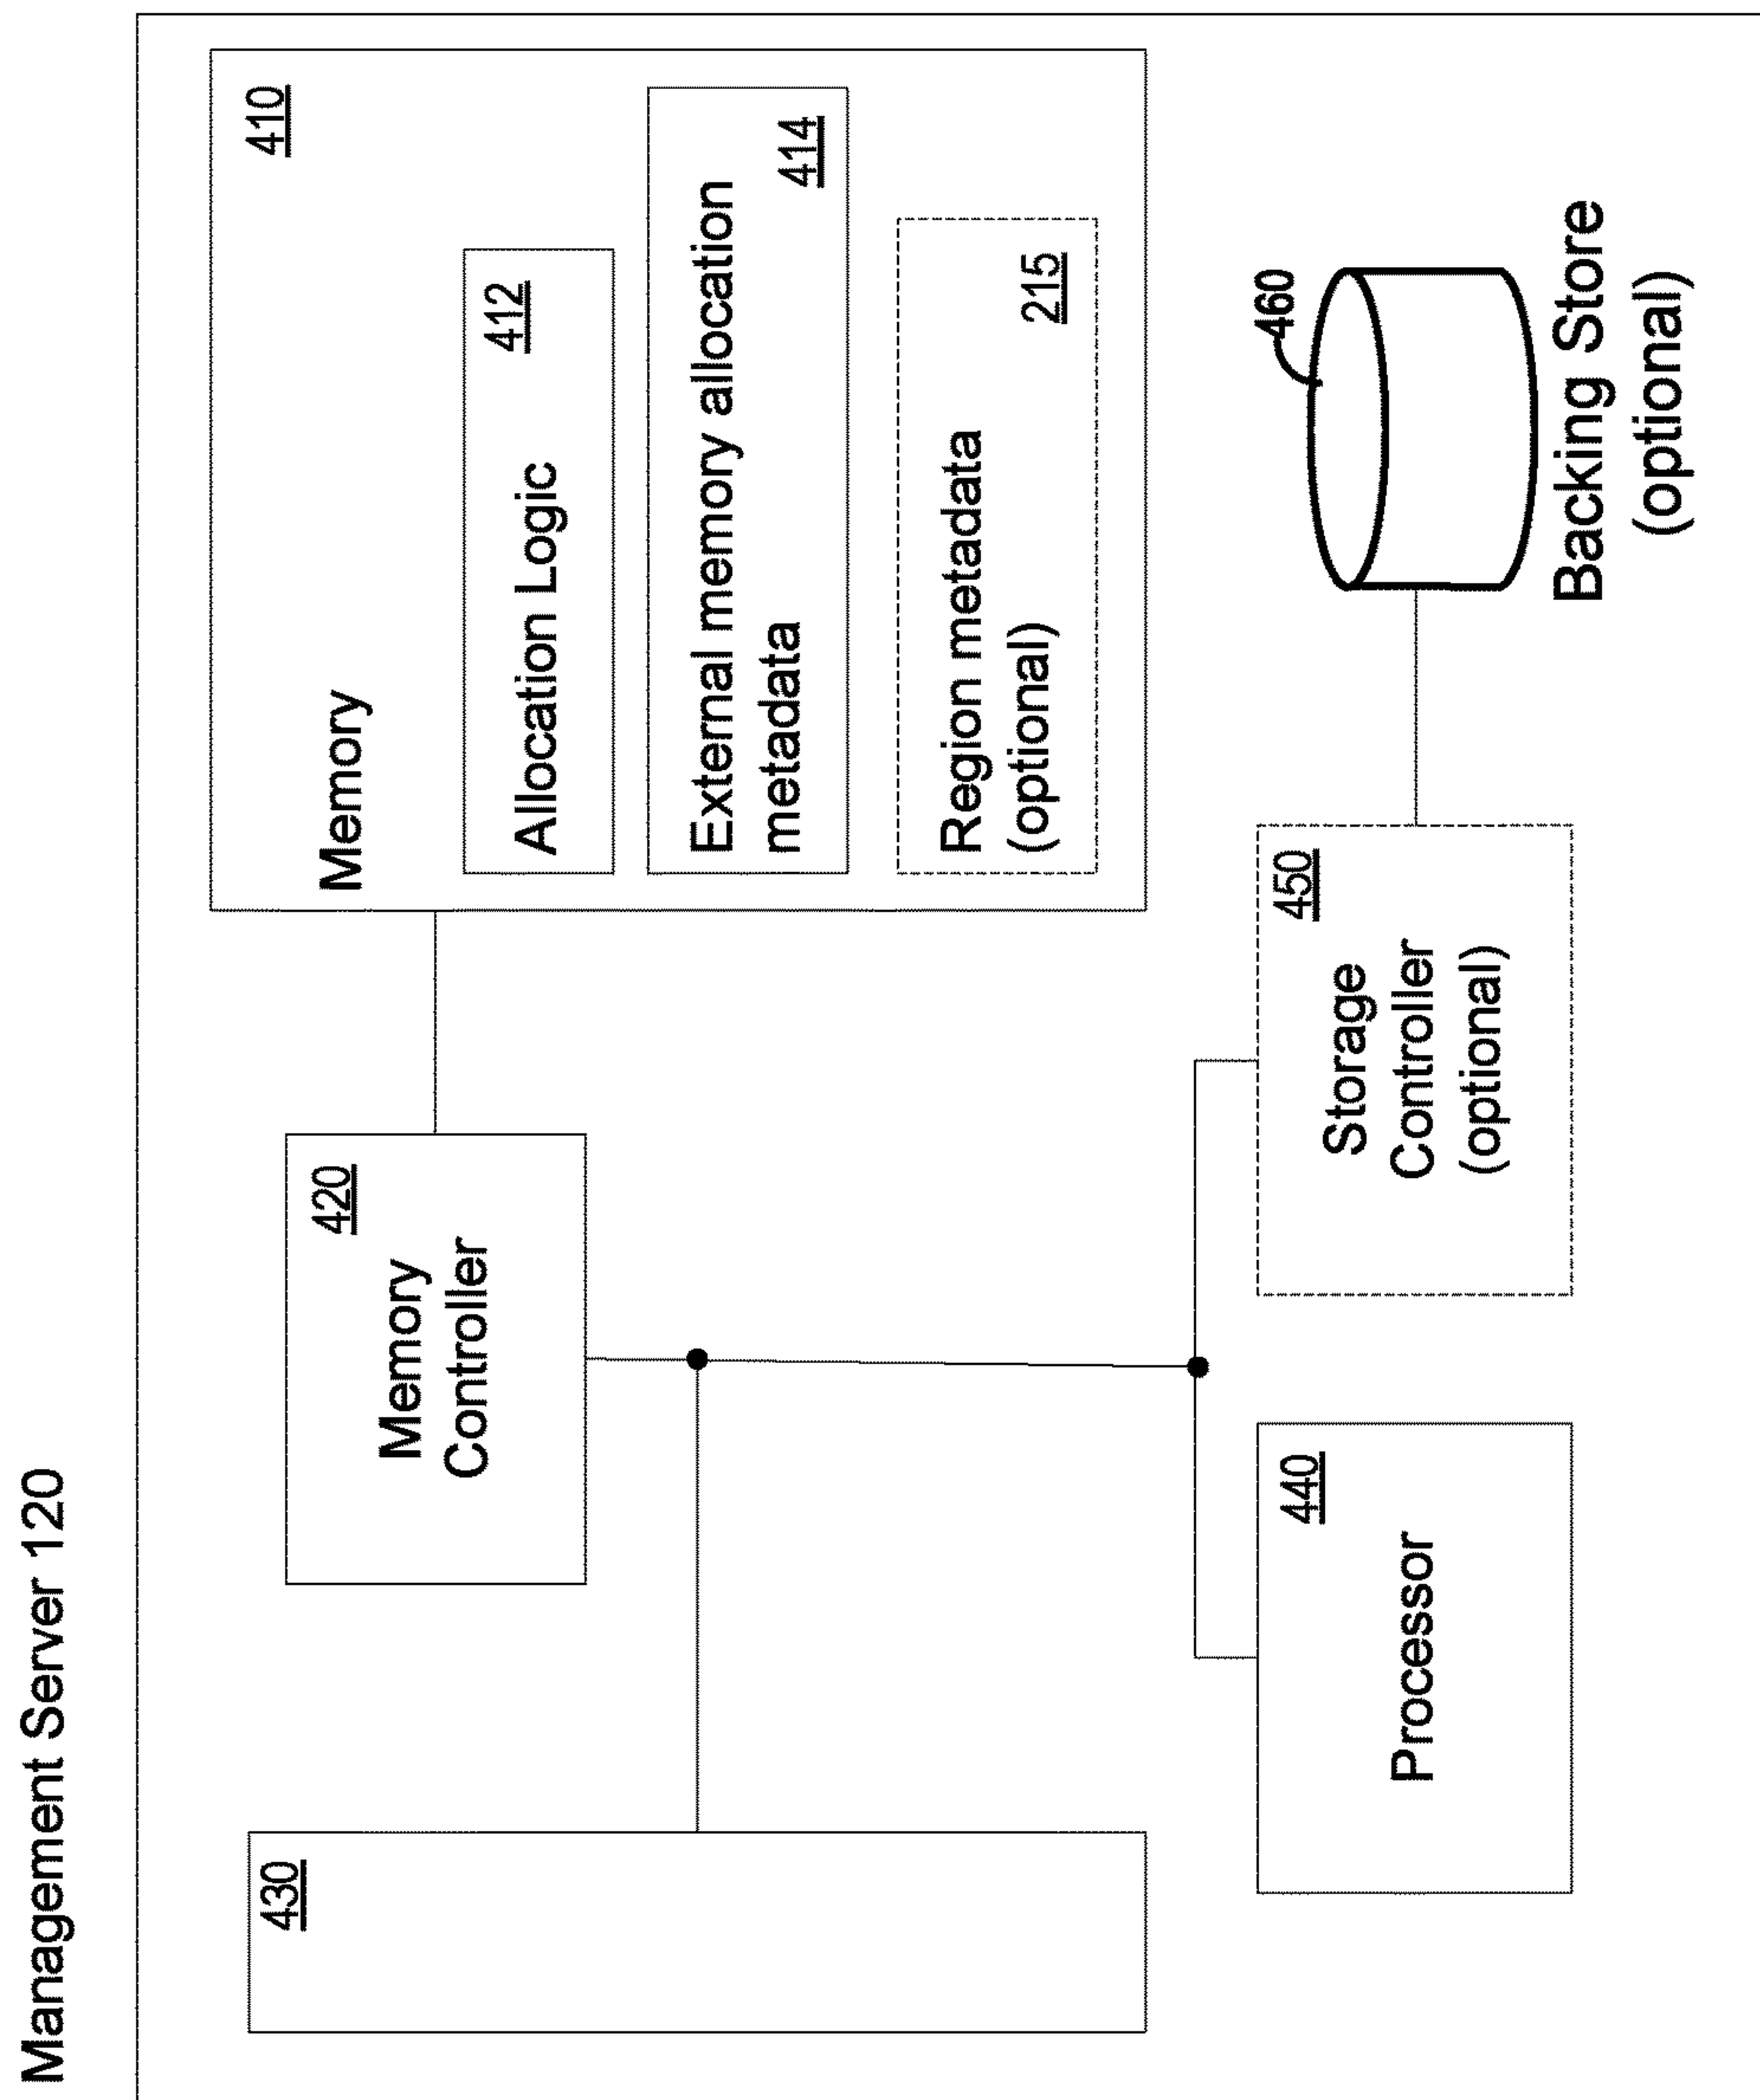 Management Server 120
430
420
Memory
Controller
410
Memory
412
Allocation Logic
414
External memory allocation
metadata
215
Region metadata
(optional)
440
Processor
450
Storage
Controller
(optional)
460
Backing Store
(optional)